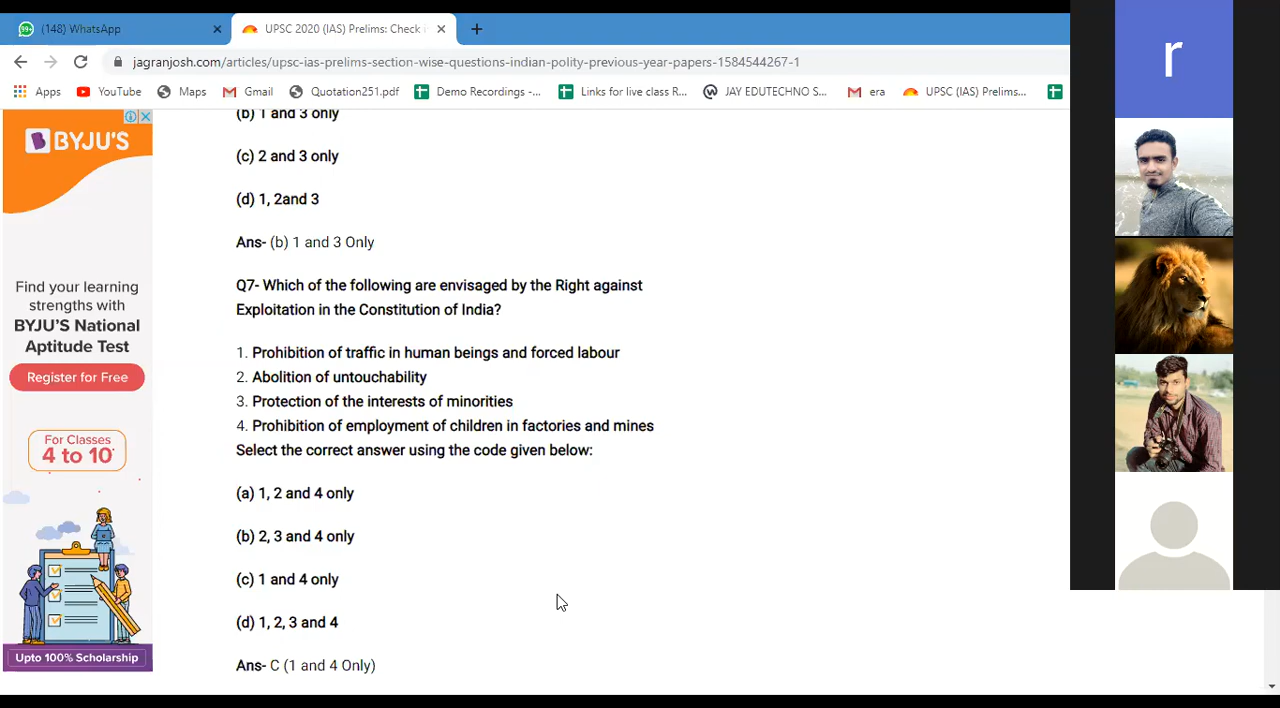 (148) WhatsApp
UPSC 2020 (IAS) Prelims: Check i
jagranjosh.com/articles/upsc-ias-prelims-section-wise-questions-indian-polity-previous-year-papers-1584544267-1
Apps YouTube Maps Gmail Quotation251.pdf Demo Recordings -... Links for live class R... JAY EDUTECHNO S... era UPSC (IAS) Prelims...
r
BYJU'S
Find your learning
strengths with
BYJU'S National
Aptitude Test
Register for Free
For Classes
4 to 10*
Upto 100% Scholarship
(b) 1 and 3 only
(c) 2 and 3 only
(d) 1, 2and 3
Ans- (b) 1 and 3 Only
Q7- Which of the following are envisaged by the Right against
Exploitation in the Constitution of India?
1. Prohibition of traffic in human beings and forced labour
2. Abolition of untouchability
3. Protection of the interests of minorities
4. Prohibition of employment of children in factories and mines
Select the correct answer using the code given below:
(a) 1, 2 and 4 only
(b) 2, 3 and 4 only
(c) 1 and 4 only
(d) 1, 2, 3 and 4
Ans- C (1 and 4 Only)